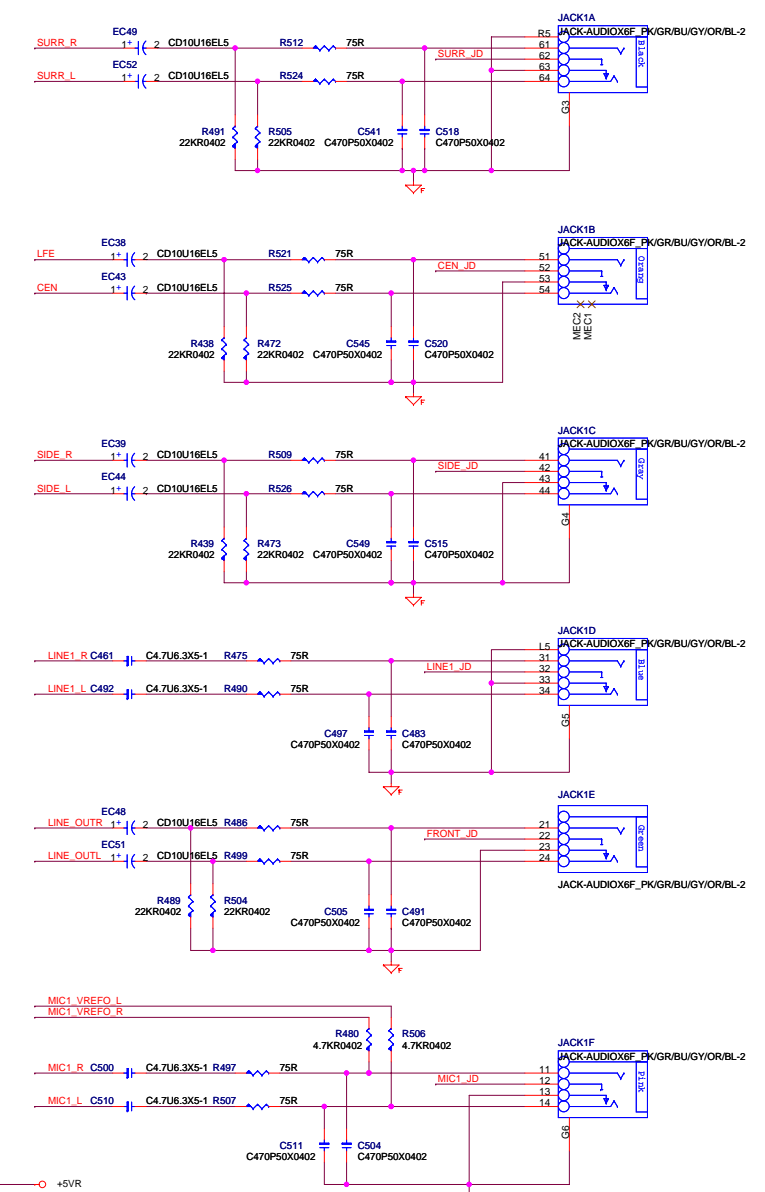 JACK1A
JACK-AUDIOX6F_PK/GR/BU/GY/OR/BL-2
EC49
SURR_R 1+ 2 CD10U16EL5 R512 75R R5
61
SURR_JD 62
EC52 63
SURR_L 1+ 2 CD10U16EL5 R524 75R 64
Black
G3
R491 R505 C541 C518
22KR0402 22KR0402 C470P50X0402 C470P50X0402
F
JACK1B
JACK-AUDIOX6F_PK/GR/BU/GY/OR/BL-2
EC38
LFE 1+ 2 CD10U16EL5 R521 75R 51
CEN_JD 52
EC43 53
CEN 1+ 2 CD10U16EL5 R525 75R 54
Orang
MEC2
MEC1
R438 R472 C545 C520
22KR0402 22KR0402 C470P50X0402 C470P50X0402
F
JACK1C
JACK-AUDIOX6F_PK/GR/BU/GY/OR/BL-2
EC39
SIDE_R 1+ 2 CD10U16EL5 R509 75R 41
SIDE_JD 42
EC44 43
SIDE_L 1+ 2 CD10U16EL5 R526 75R 44
Gray
G4
R439 R473 C549 C515
22KR0402 22KR0402 C470P50X0402 C470P50X0402
F
JACK1D
JACK-AUDIOX6F_PK/GR/BU/GY/OR/BL-2
L5
LINE1_R C461 C4.7U6.3X5-1 R475 75R 31
LINE1_JD 32
33
LINE1_L C492 C4.7U6.3X5-1 R490 75R 34
Blue
G5
C497 C483
C470P50X0402 C470P50X0402
F
JACK1E
EC48
LINE_OUTR 1+ 2 CD10U16EL5 R486 75R 21
FRONT_JD 22
EC51 23
LINE_OUTL 1+ 2 CD10U16EL5 R499 75R 24
Green
JACK-AUDIOX6F_PK/GR/BU/GY/OR/BL-2
R489 R504 C505 C491
22KR0402 22KR0402 C470P50X0402 C470P50X0402
F
MIC1_VREFO_L
MIC1_VREFO_R
R480 R506
4.7KR0402 4.7KR0402
JACK1F
JACK-AUDIOX6F_PK/GR/BU/GY/OR/BL-2
MIC1_R C500 C4.7U6.3X5-1 R497 75R 11
MIC1_JD 12
13
MIC1_L C510 C4.7U6.3X5-1 R507 75R 14
Pink
G6
C511 C504
C470P50X0402 C470P50X0402
+5VR